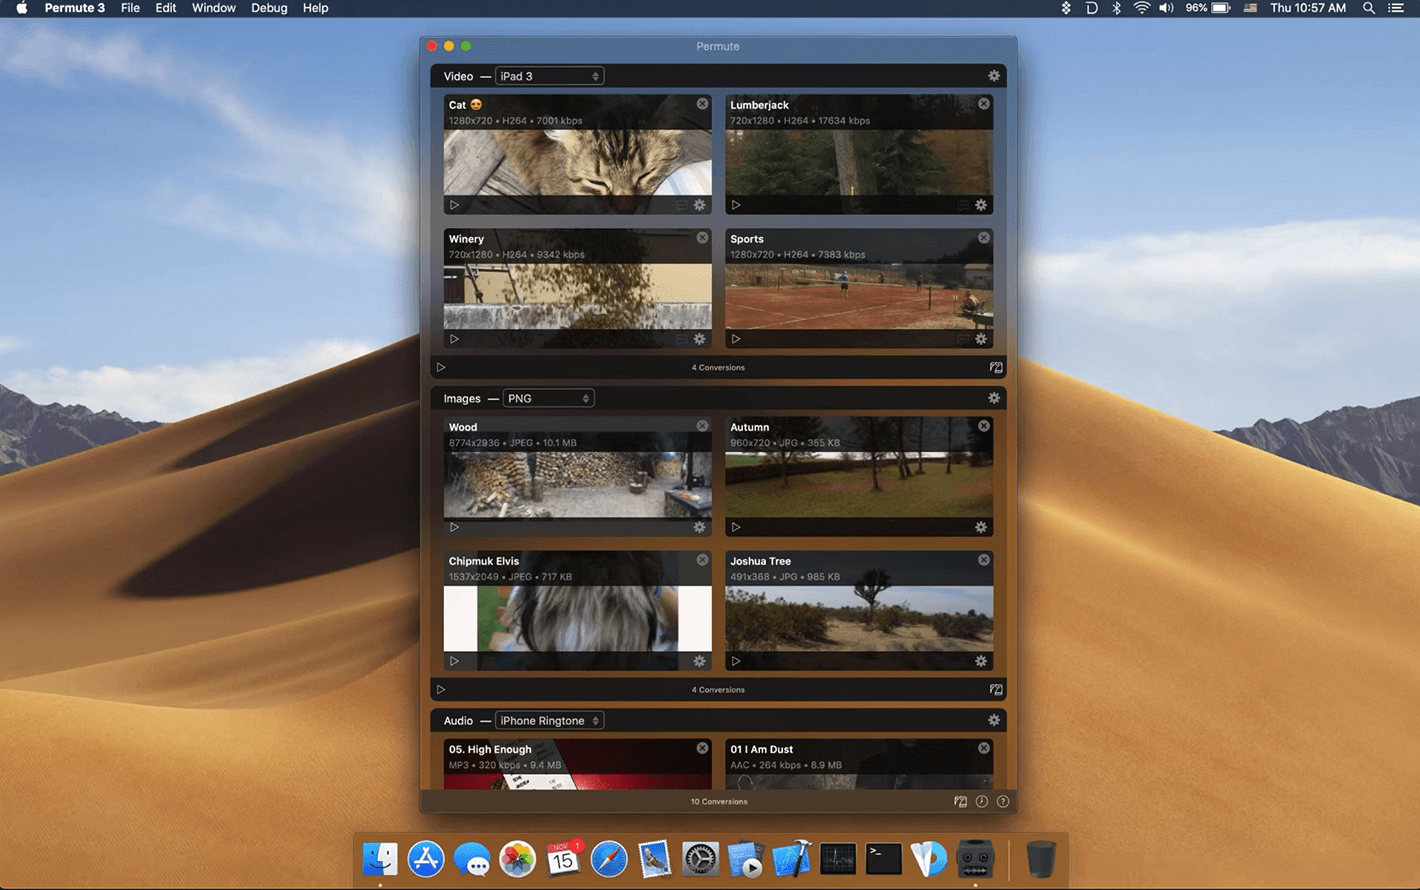 Permute 3 File Edit Window Debug Help 96% Thu 10:57 AM
Permute
Video — iPad 3
Cat 😍
1280x720 • H264 • 7001 kbps
Lumberjack
720x1280 • H264 • 17634 kbps
Winery
720x1280 • H264 • 9342 kbps
Sports
1280x720 • H264 • 7383 kbps
4 Conversions
Images — PNG
Wood
8774x2936 • JPEG • 10.1 MB
Autumn
960x720 • JPG • 355 KB
Chipmuk Elvis
1537x2049 • JPEG • 717 KB
Joshua Tree
491x368 • JPG • 985 KB
4 Conversions
Audio — iPhone Ringtone
05. High Enough
MP3 • 320 kbps • 9.4 MB
01 I Am Dust
AAC • 264 kbps • 8.9 MB
10 Conversions
NOV
15
1
>_